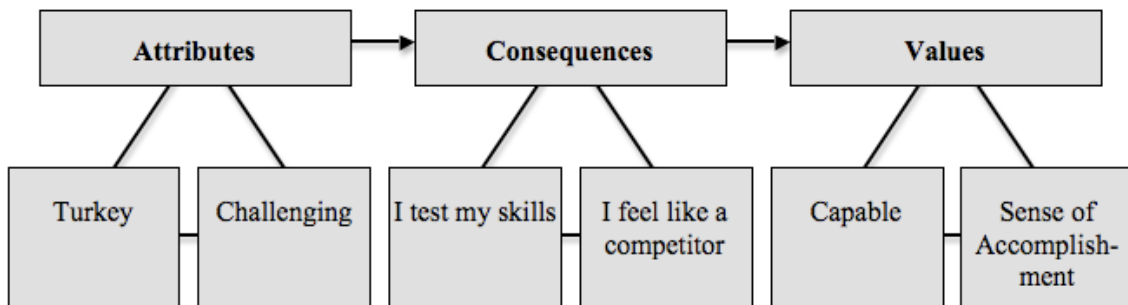 Attributes
Consequences
Values
Turkey
Challenging
I test my skills
I feel like a
competitor
Capable
Sense of
Accomplish-
ment